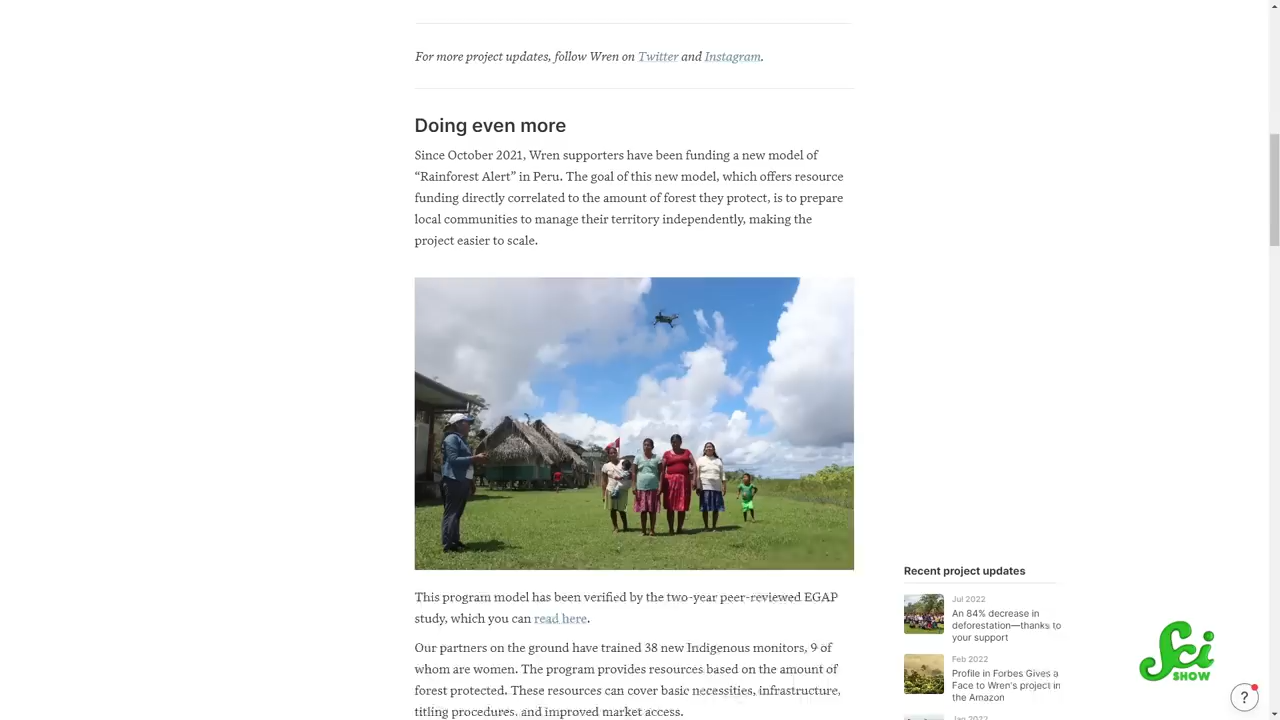 For more project updates, follow Wren on Twitter and Instagram.
Doing even more
Since October 2021, Wren supporters have been funding a new model of
“Rainforest Alert” in Peru. The goal of this new model, which offers resource
funding directly correlated to the amount of forest they protect, is to prepare
local communities to manage their territory independently, making the
project easier to scale.
This program model has been verified by the two-year peer-reviewed EGAP
study, which you can read here.
Our partners on the ground have trained 38 new Indigenous monitors, 9 of
whom are women. The program provides resources based on the amount of
forest protected. These resources can cover basic necessities, infrastructure,
titling procedures, and improved market access.
Recent project updates
Jul 2022
An 84% decrease in
deforestation—thanks to
your support
Feb 2022
Profile in Forbes Gives a
Face to Wren's project in
the Amazon
Jan 2022
Sci
SHOW
?